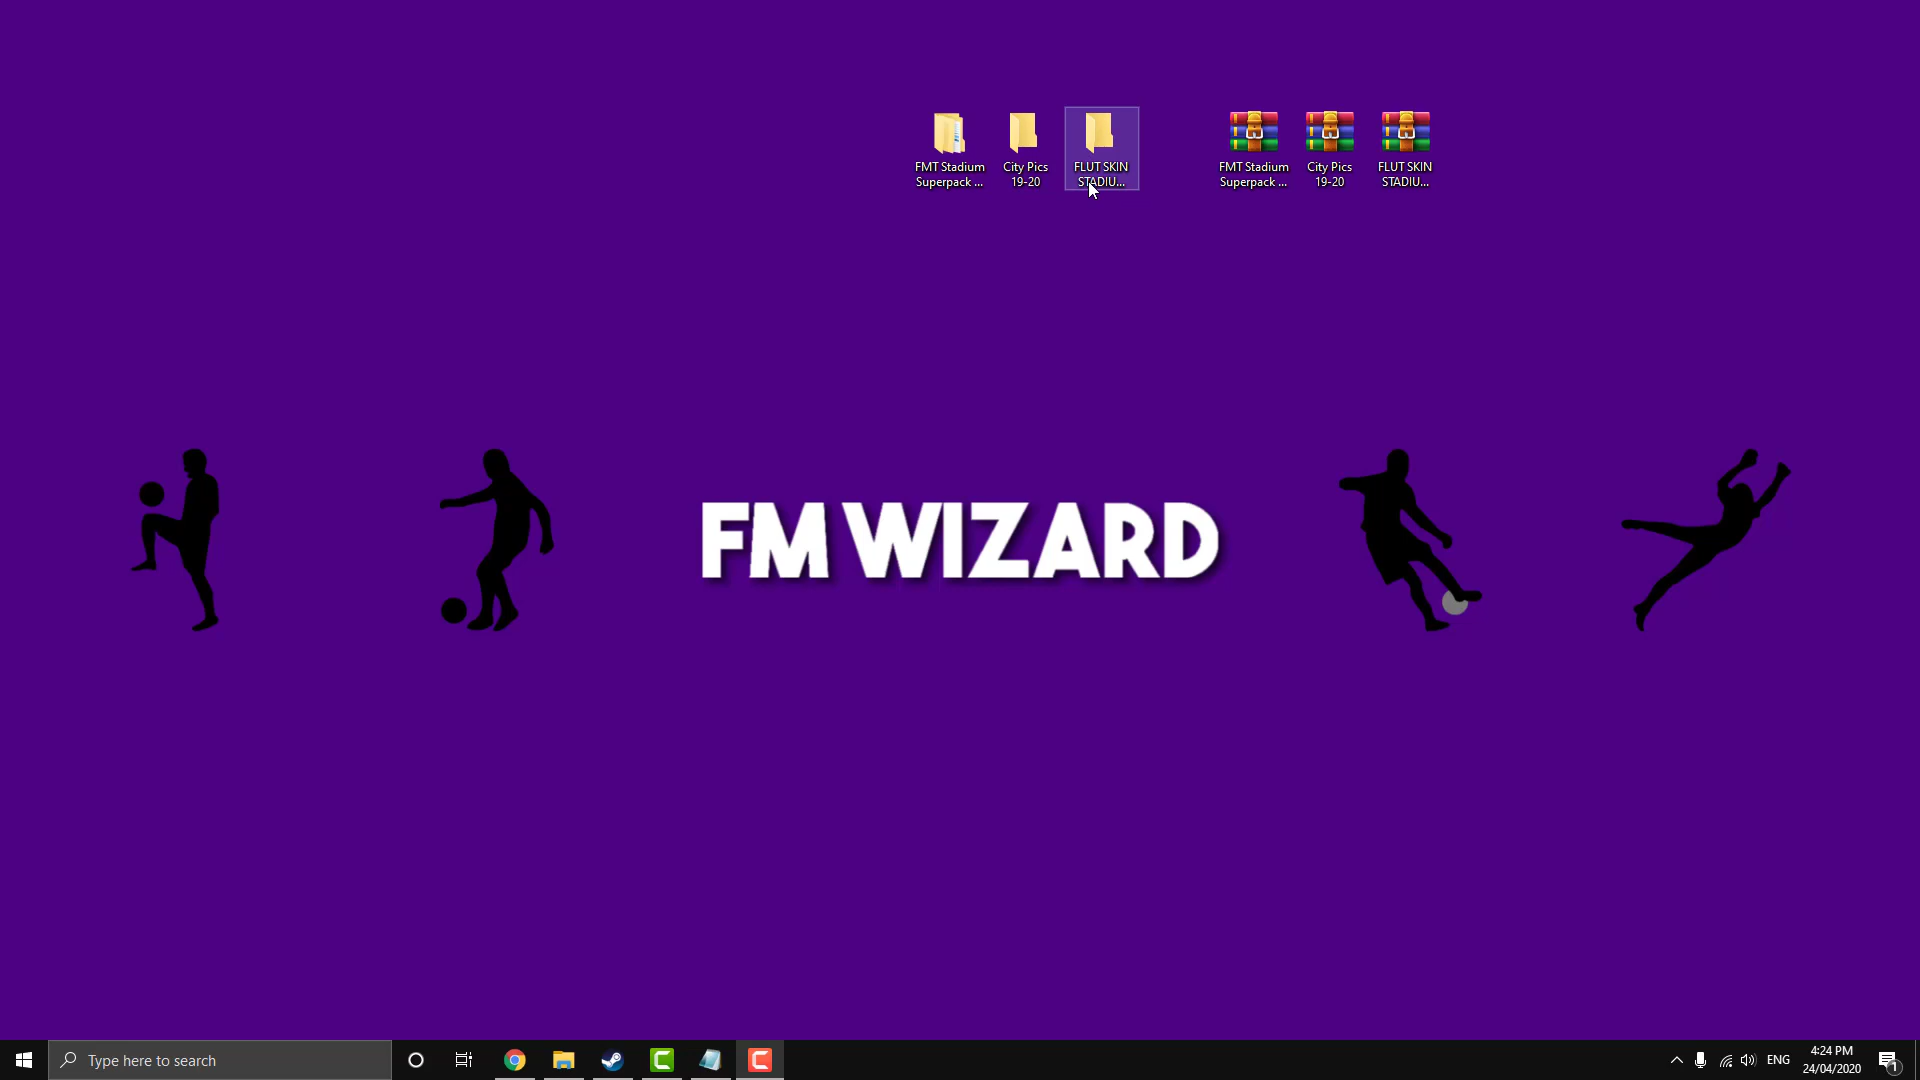 FMT Stadium
Superpack ...
City Pics
19-20
FLUT SKIN
STADIU...
FMT Stadium
Superpack ...
City Pics
19-20
FLUT SKIN
STADIU...
FM WIZARD
Type here to search
ENG
4:24 PM
24/04/2020
1